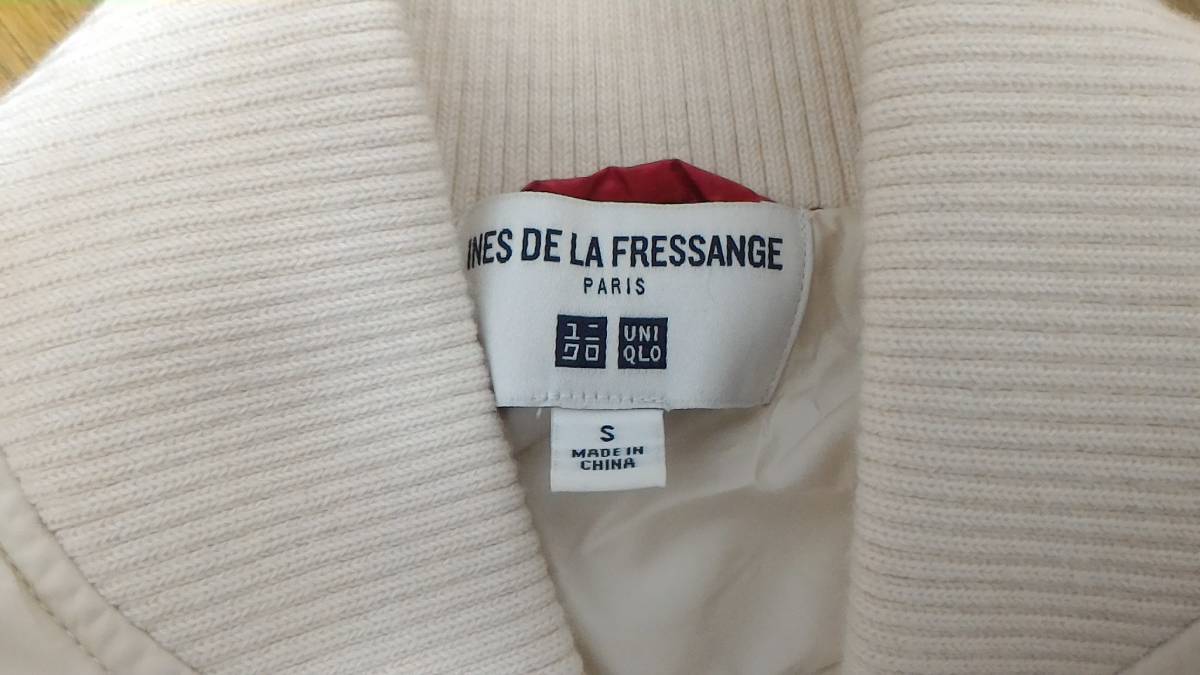 INES DE LA FRESSANGE
PARIS
ユニ UNI
クロ QLO
S
MADE IN
CHINA